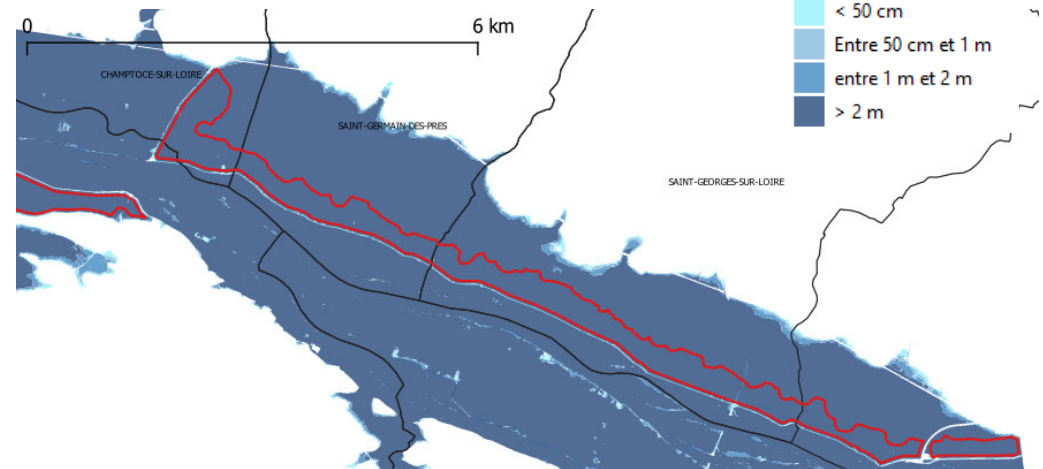 0 6 km
< 50 cm
Entre 50 cm et 1 m
entre 1 m et 2 m
> 2 m
CHAMPTOCE-SUR-LOIRE
SAINT-GERMAIN-DES-PRES
SAINT-GEORGES-SUR-LOIRE